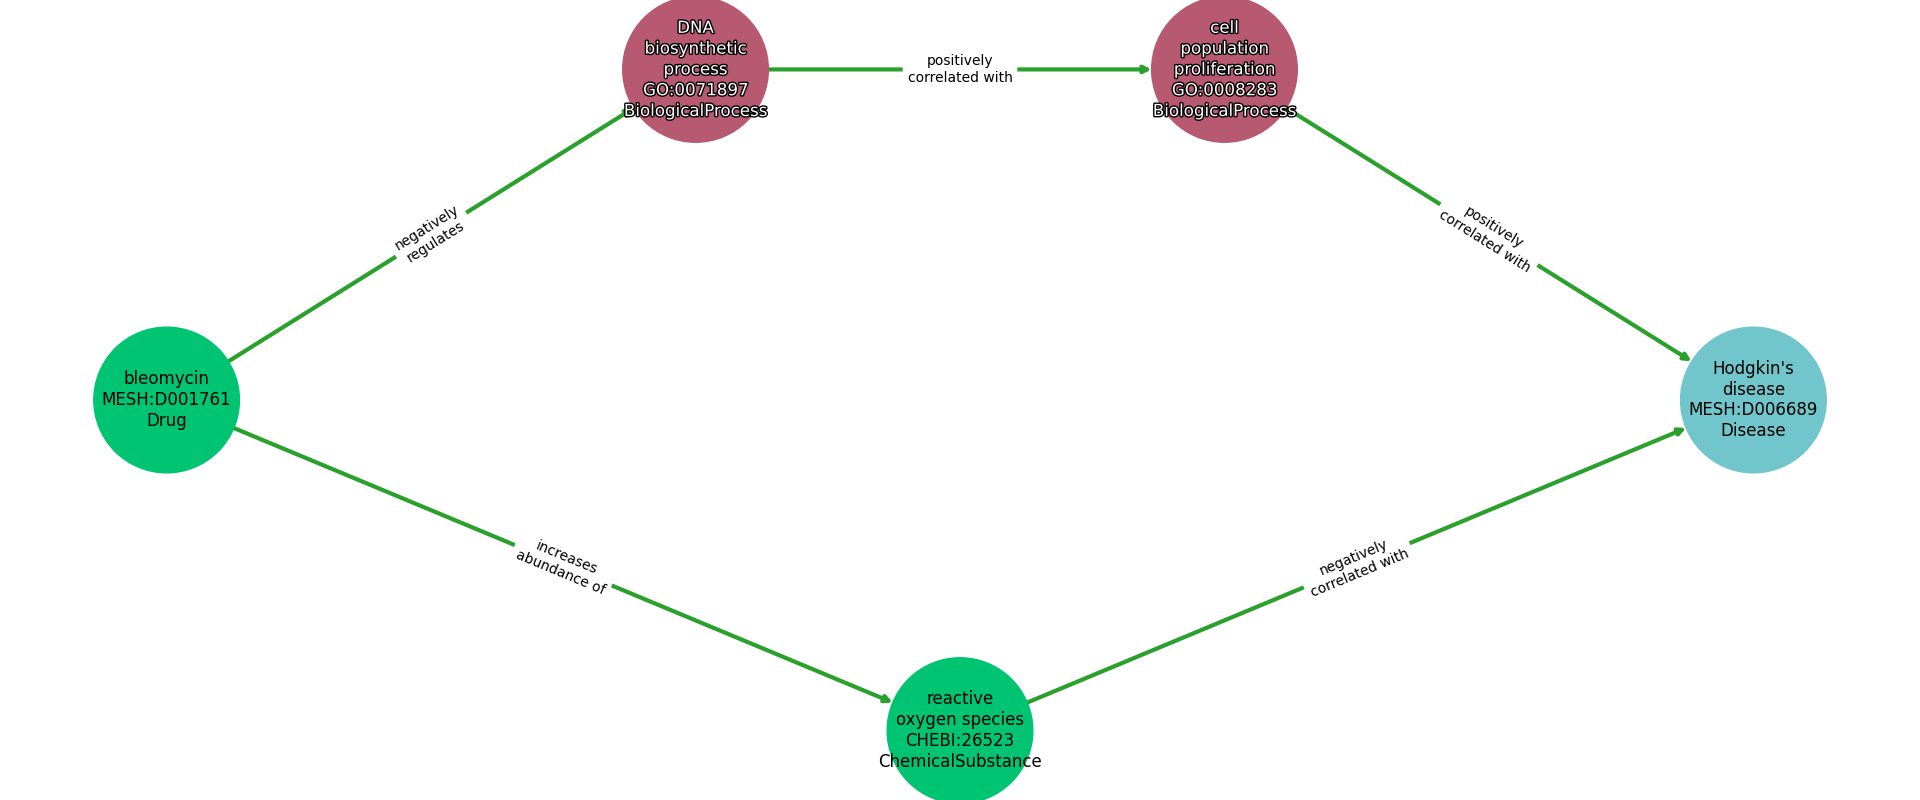 DNA
biosynthetic
process
GO:0071897
BiologicalProcess
positively
correlated with
cell
population
proliferation
GO:0008283
BiologicalProcess
negatively
regulates
positively
correlated with
bleomycin
MESH:D001761
Drug
Hodgkin's
disease
MESH:D006689
Disease
increases
abundance of
negatively
correlated with
reactive
oxygen species
CHEBI:26523
ChemicalSubstance